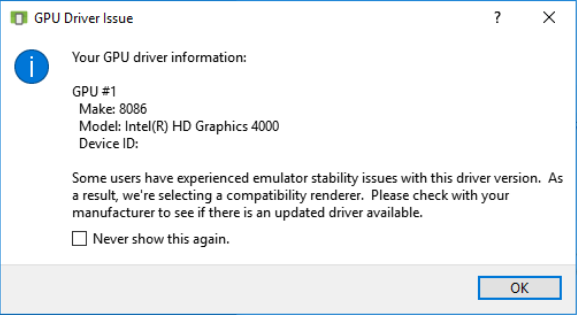 GPU Driver Issue
?
Your GPU driver information:
GPU #1
Make: 8086
Model: Intel(R) HD Graphics 4000
Device ID:
Some users have experienced emulator stability issues with this driver version.  As
a result, we're selecting a compatibility renderer.  Please check with your
manufacturer to see if there is an updated driver available.
Never show this again.
OK